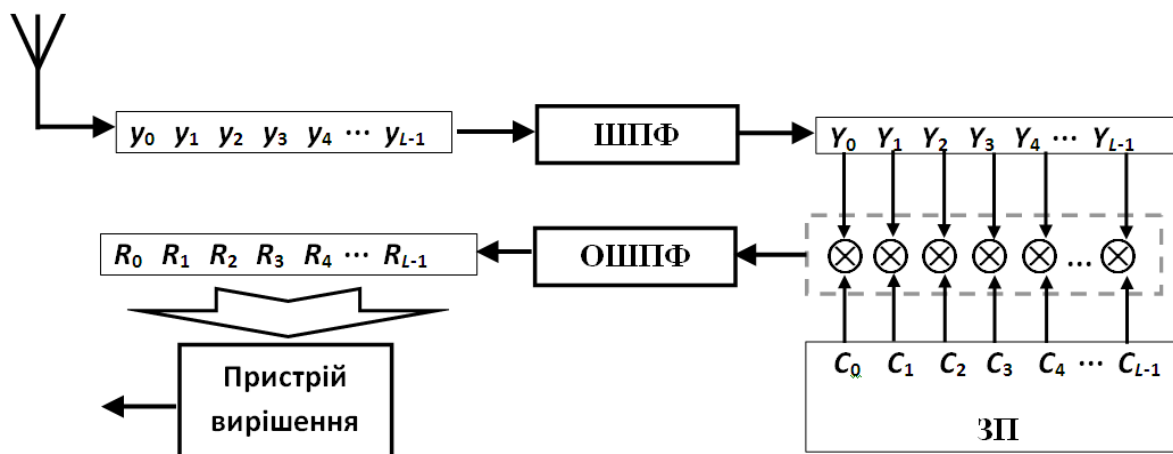 y0 y1 y2 y3 y4 ... yL-1
ШПФ
Y0 Y1 Y2 Y3 Y4 ... YL-1
R0 R1 R2 R3 R4 ... RL-1
ОШПФ
...
C0 C1 C2 C3 C4 ... CL-1
ЗП
Пристрій
вирішення